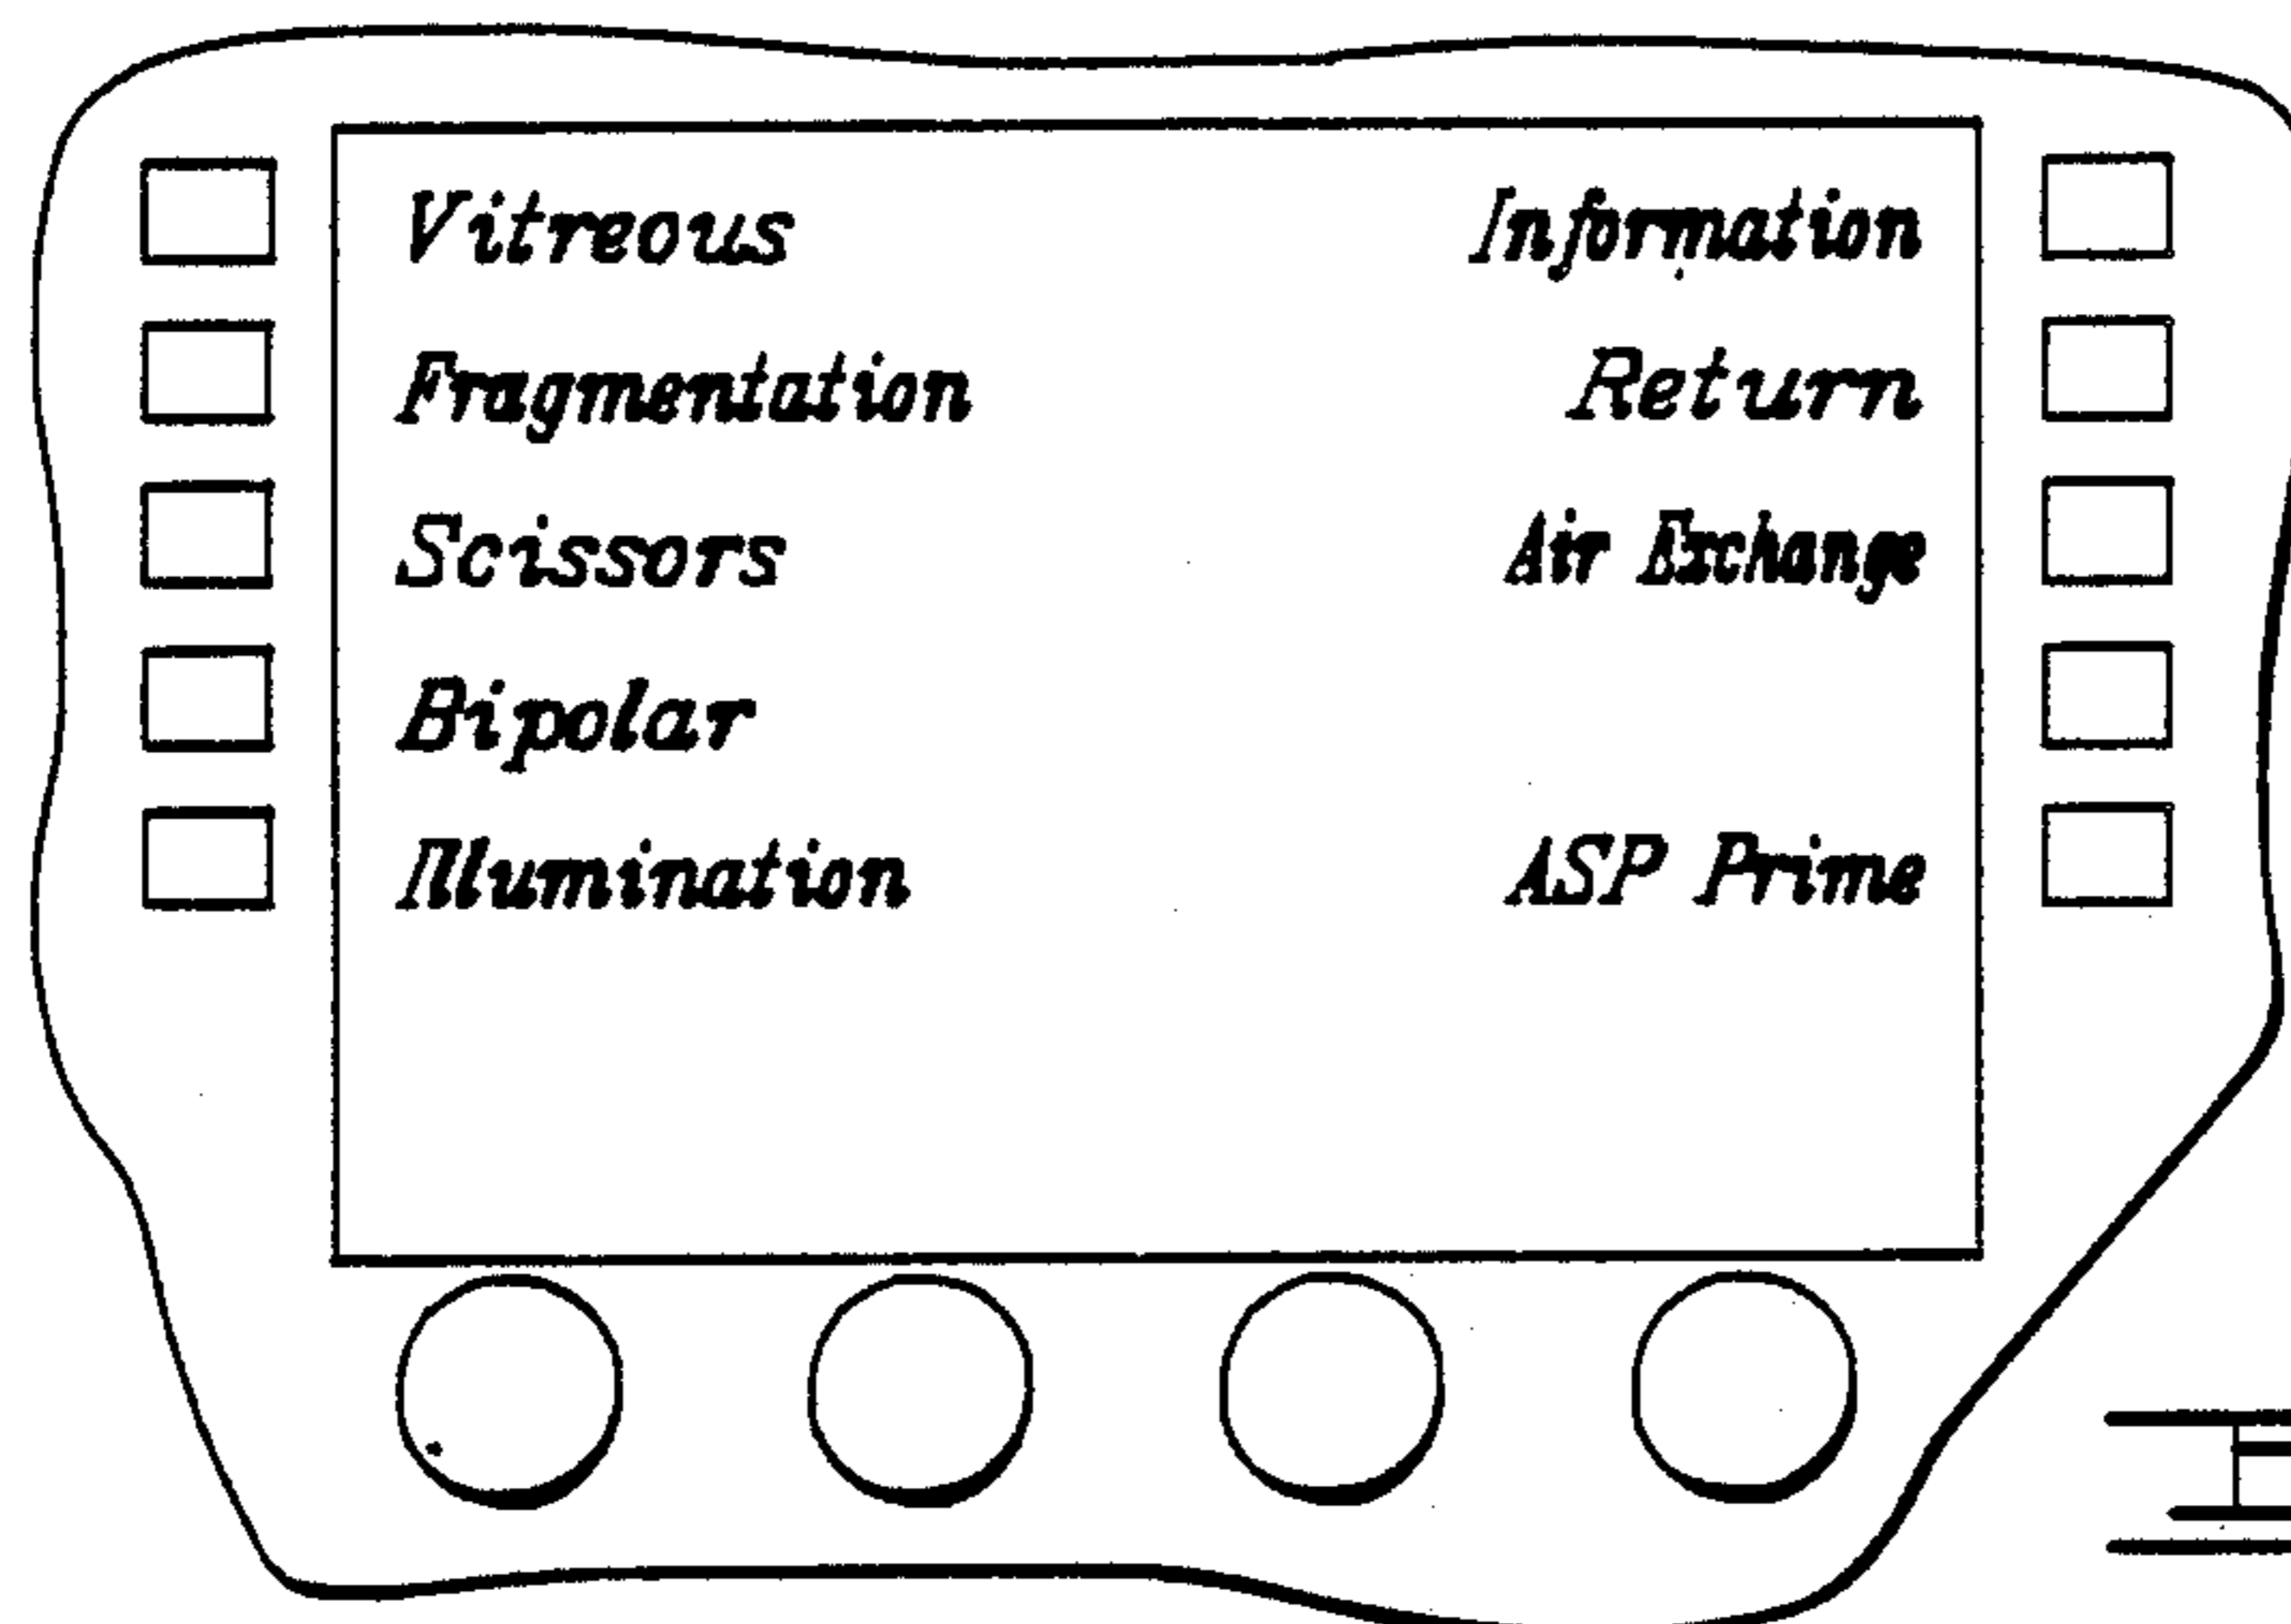 Vitreous Information
Fragmentation Return
Scissors Air Exchange
Bipolar
Illumination ASP Prime